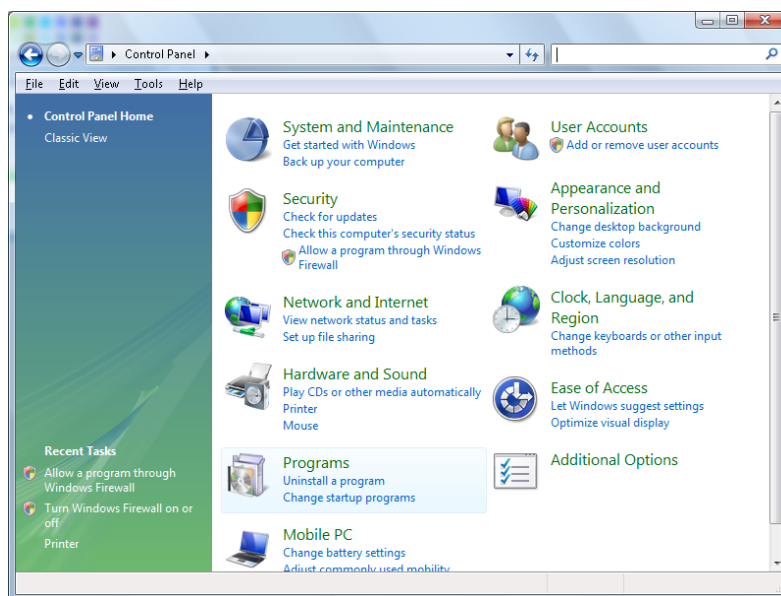 Control Panel
File Edit View Tools Help
Control Panel Home
Classic View
System and Maintenance
Get started with Windows
Back up your computer
Security
Check for updates
Check this computer's security status
Allow a program through Windows
Firewall
Network and Internet
View network status and tasks
Set up file sharing
Hardware and Sound
Play CDs or other media automatically
Printer
Mouse
Programs
Uninstall a program
Change startup programs
Mobile PC
Change battery settings
Adjust commonly used mobility
User Accounts
Add or remove user accounts
Appearance and
Personalization
Change desktop background
Customize colors
Adjust screen resolution
Clock, Language, and
Region
Change keyboards or other input
methods
Ease of Access
Let Windows suggest settings
Optimize visual display
Additional Options
Recent Tasks
Allow a program through
Windows Firewall
Turn Windows Firewall on or
off
Printer